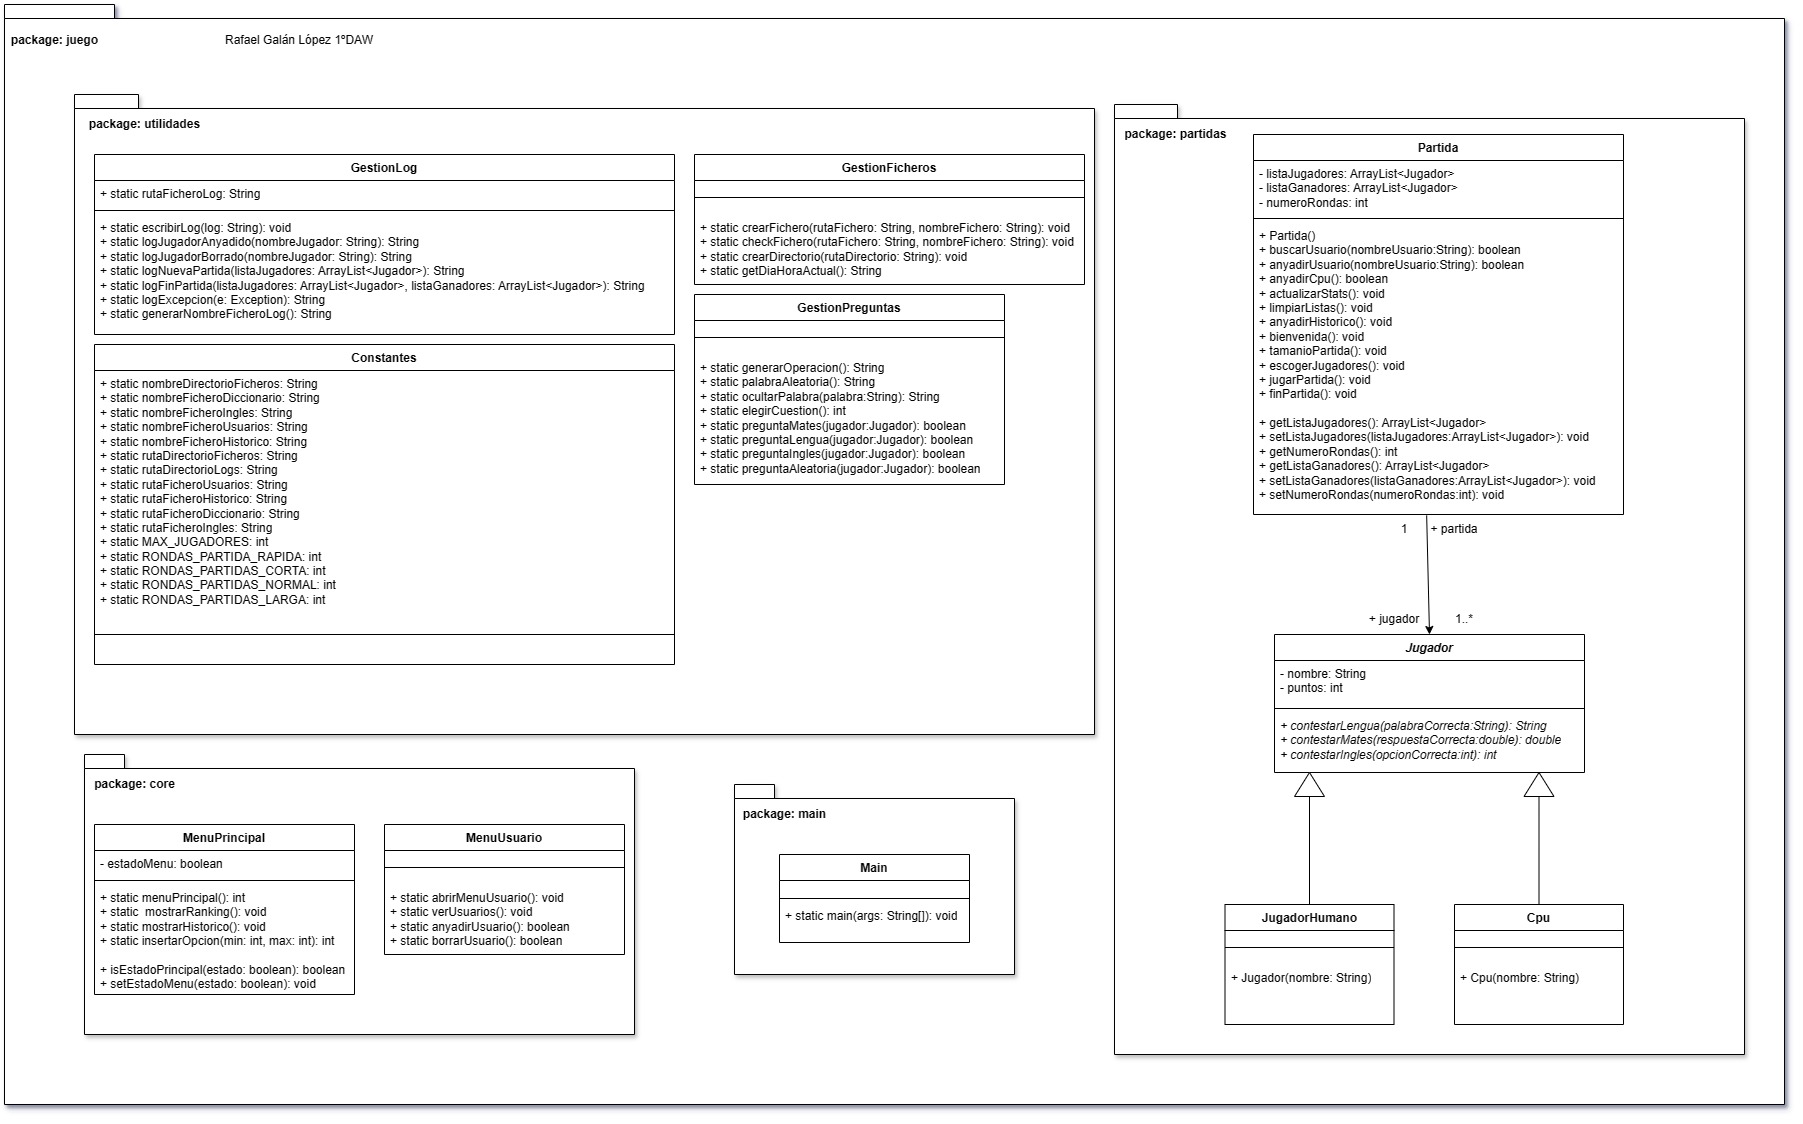 package: juego
Rafael Galán López 1ºDAW
package: utilidades
GestionLog
+ static rutaFicheroLog: String
+ static escribirLog(log: String): void
+ static logJugadorAnyadido(nombreJugador: String): String
+ static logJugadorBorrado(nombreJugador: String): String
+ static logNuevaPartida(listaJugadores: ArrayList<Jugador>): String
+ static logFinPartida(listaJugadores: ArrayList<Jugador>, listaGanadores: ArrayList<Jugador>): String
+ static logExcepcion(e: Exception): String
+ static generarNombreFicheroLog(): String
Constantes
+ static nombreDirectorioFicheros: String
+ static nombreFicheroDiccionario: String
+ static nombreFicheroIngles: String
+ static nombreFicheroUsuarios: String
+ static nombreFicheroHistorico: String
+ static rutaDirectorioFicheros: String
+ static rutaDirectorioLogs: String
+ static rutaFicheroUsuarios: String
+ static rutaFicheroHistorico: String
+ static rutaFicheroDiccionario: String
+ static rutaFicheroIngles: String
+ static MAX_JUGADORES: int
+ static RONDAS_PARTIDA_RAPIDA: int
+ static RONDAS_PARTIDAS_CORTA: int
+ static RONDAS_PARTIDAS_NORMAL: int
+ static RONDAS_PARTIDAS_LARGA: int
GestionFicheros
+ static crearFichero(rutaFichero: String, nombreFichero: String): void
+ static checkFichero(rutaFichero: String, nombreFichero: String): void
+ static crearDirectorio(rutaDirectorio: String): void
+ static getDiaHoraActual(): String
GestionPreguntas
+ static generarOperacion(): String
+ static palabraAleatoria(): String
+ static ocultarPalabra(palabra:String): String
+ static elegirCuestion(): int
+ static preguntaMates(jugador:Jugador): boolean
+ static preguntaLengua(jugador:Jugador): boolean
+ static preguntaIngles(jugador:Jugador): boolean
+ static preguntaAleatoria(jugador:Jugador): boolean
package: partidas
Partida
- listaJugadores: ArrayList<Jugador>
- listaGanadores: ArrayList<Jugador>
- numeroRondas: int
+ Partida()
+ buscarUsuario(nombreUsuario:String): boolean
+ anyadirUsuario(nombreUsuario:String): boolean
+ anyadirCpu(): boolean
+ actualizarStats(): void
+ limpiarListas(): void
+ anyadirHistorico(): void
+ bienvenida(): void
+ tamanioPartida(): void
+ escogerJugadores(): void
+ jugarPartida(): void
+ finPartida(): void
+ getListaJugadores(): ArrayList<Jugador>
+ setListaJugadores(listaJugadores:ArrayList<Jugador>): void
+ getNumeroRondas(): int
+ getListaGanadores(): ArrayList<Jugador>
+ setListaGanadores(listaGanadores:ArrayList<Jugador>): void
+ setNumeroRondas(numeroRondas:int): void
1
+ partida
+ jugador
1..*
Jugador
- nombre: String
- puntos: int
+ contestarLengua(palabraCorrecta:String): String
+ contestarMates(respuestaCorrecta:double): double
+ contestarIngles(opcionCorrecta:int): int
JugadorHumano
+ Jugador(nombre: String)
Cpu
+ Cpu(nombre: String)
package: core
MenuPrincipal
- estadoMenu: boolean
+ static menuPrincipal(): int
+ static  mostrarRanking(): void
+ static mostrarHistorico(): void
+ static insertarOpcion(min: int, max: int): int
+ isEstadoPrincipal(estado: boolean): boolean
+ setEstadoMenu(estado: boolean): void
MenuUsuario
+ static abrirMenuUsuario(): void
+ static verUsuarios(): void
+ static anyadirUsuario(): boolean
+ static borrarUsuario(): boolean
package: main
Main
+ static main(args: String[]): void